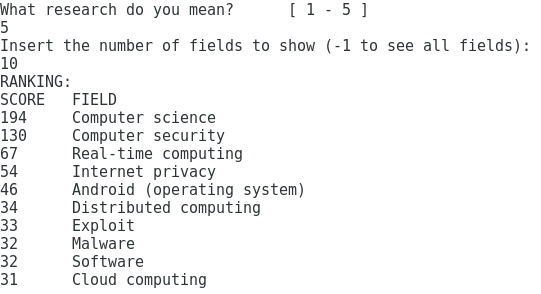 What research do you mean?      [ 1 - 5 ]
5
Insert the number of fields to show (-1 to see all fields):
10
RANKING:
SCORE   FIELD
194     Computer science
130     Computer security
67      Real-time computing
54      Internet privacy
46      Android (operating system)
34      Distributed computing
33      Exploit
32      Malware
32      Software
31      Cloud computing